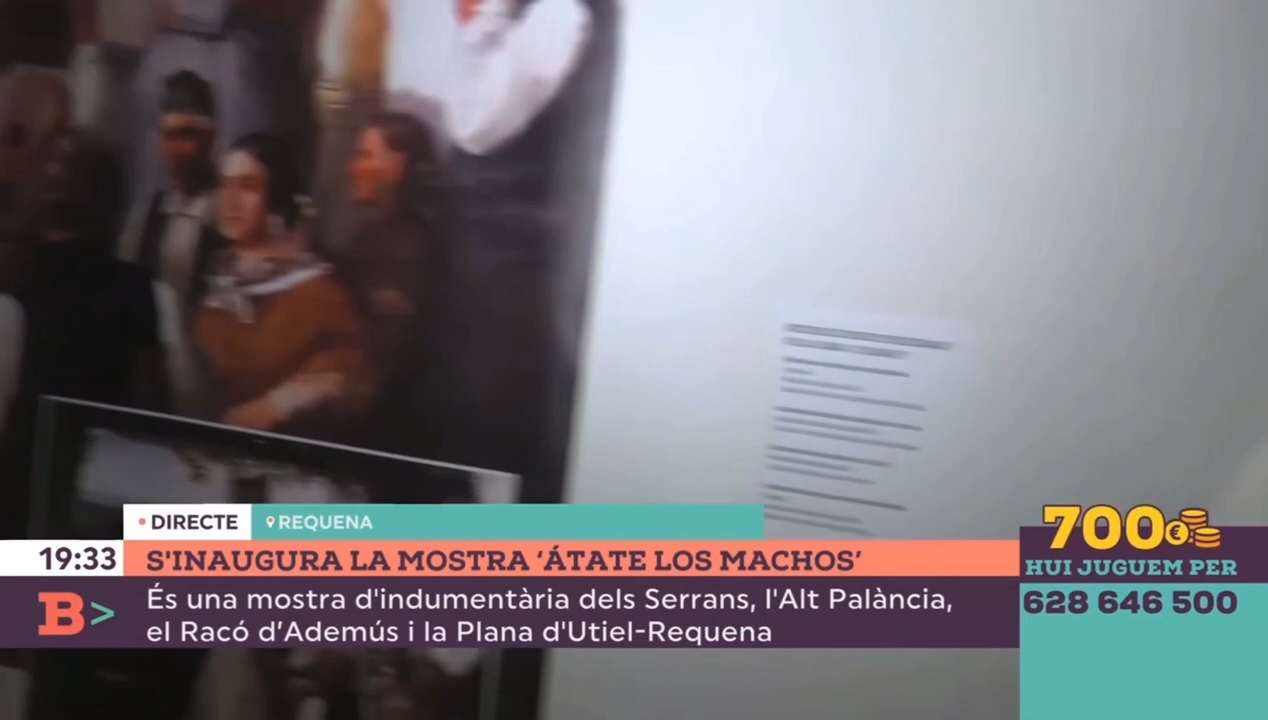 • DIRECTE
REQUENA
19:33
S'INAUGURA LA MOSTRA ‘ÁTATE LOS MACHOS’
B>
És una mostra d'indumentària dels Serrans, l'Alt Palància,
el Racó d’Ademús i la Plana d'Utiel-Requena
700€
HUI JUGUEM PER
628 646 500